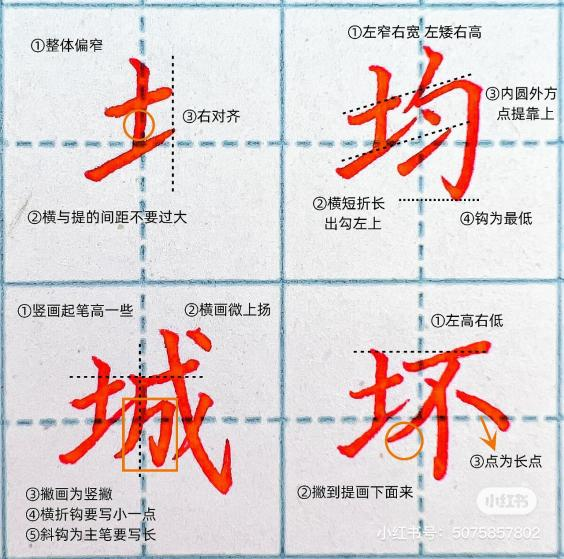 ①整体偏窄
③右对齐
②横与提的间距不要过大
①左窄右宽 左矮右高
均
③内圆外方
点提靠上
②横短折长
出勾左上
④钩为最低
①竖画起笔高一些
②横画微上扬
城
③撇画为竖撇
④横折钩要写小一点
⑤斜钩为主笔要写长
①左高右低
坏
③点为长点
②撇到提画下面来
小红书
小红书号：5075857802